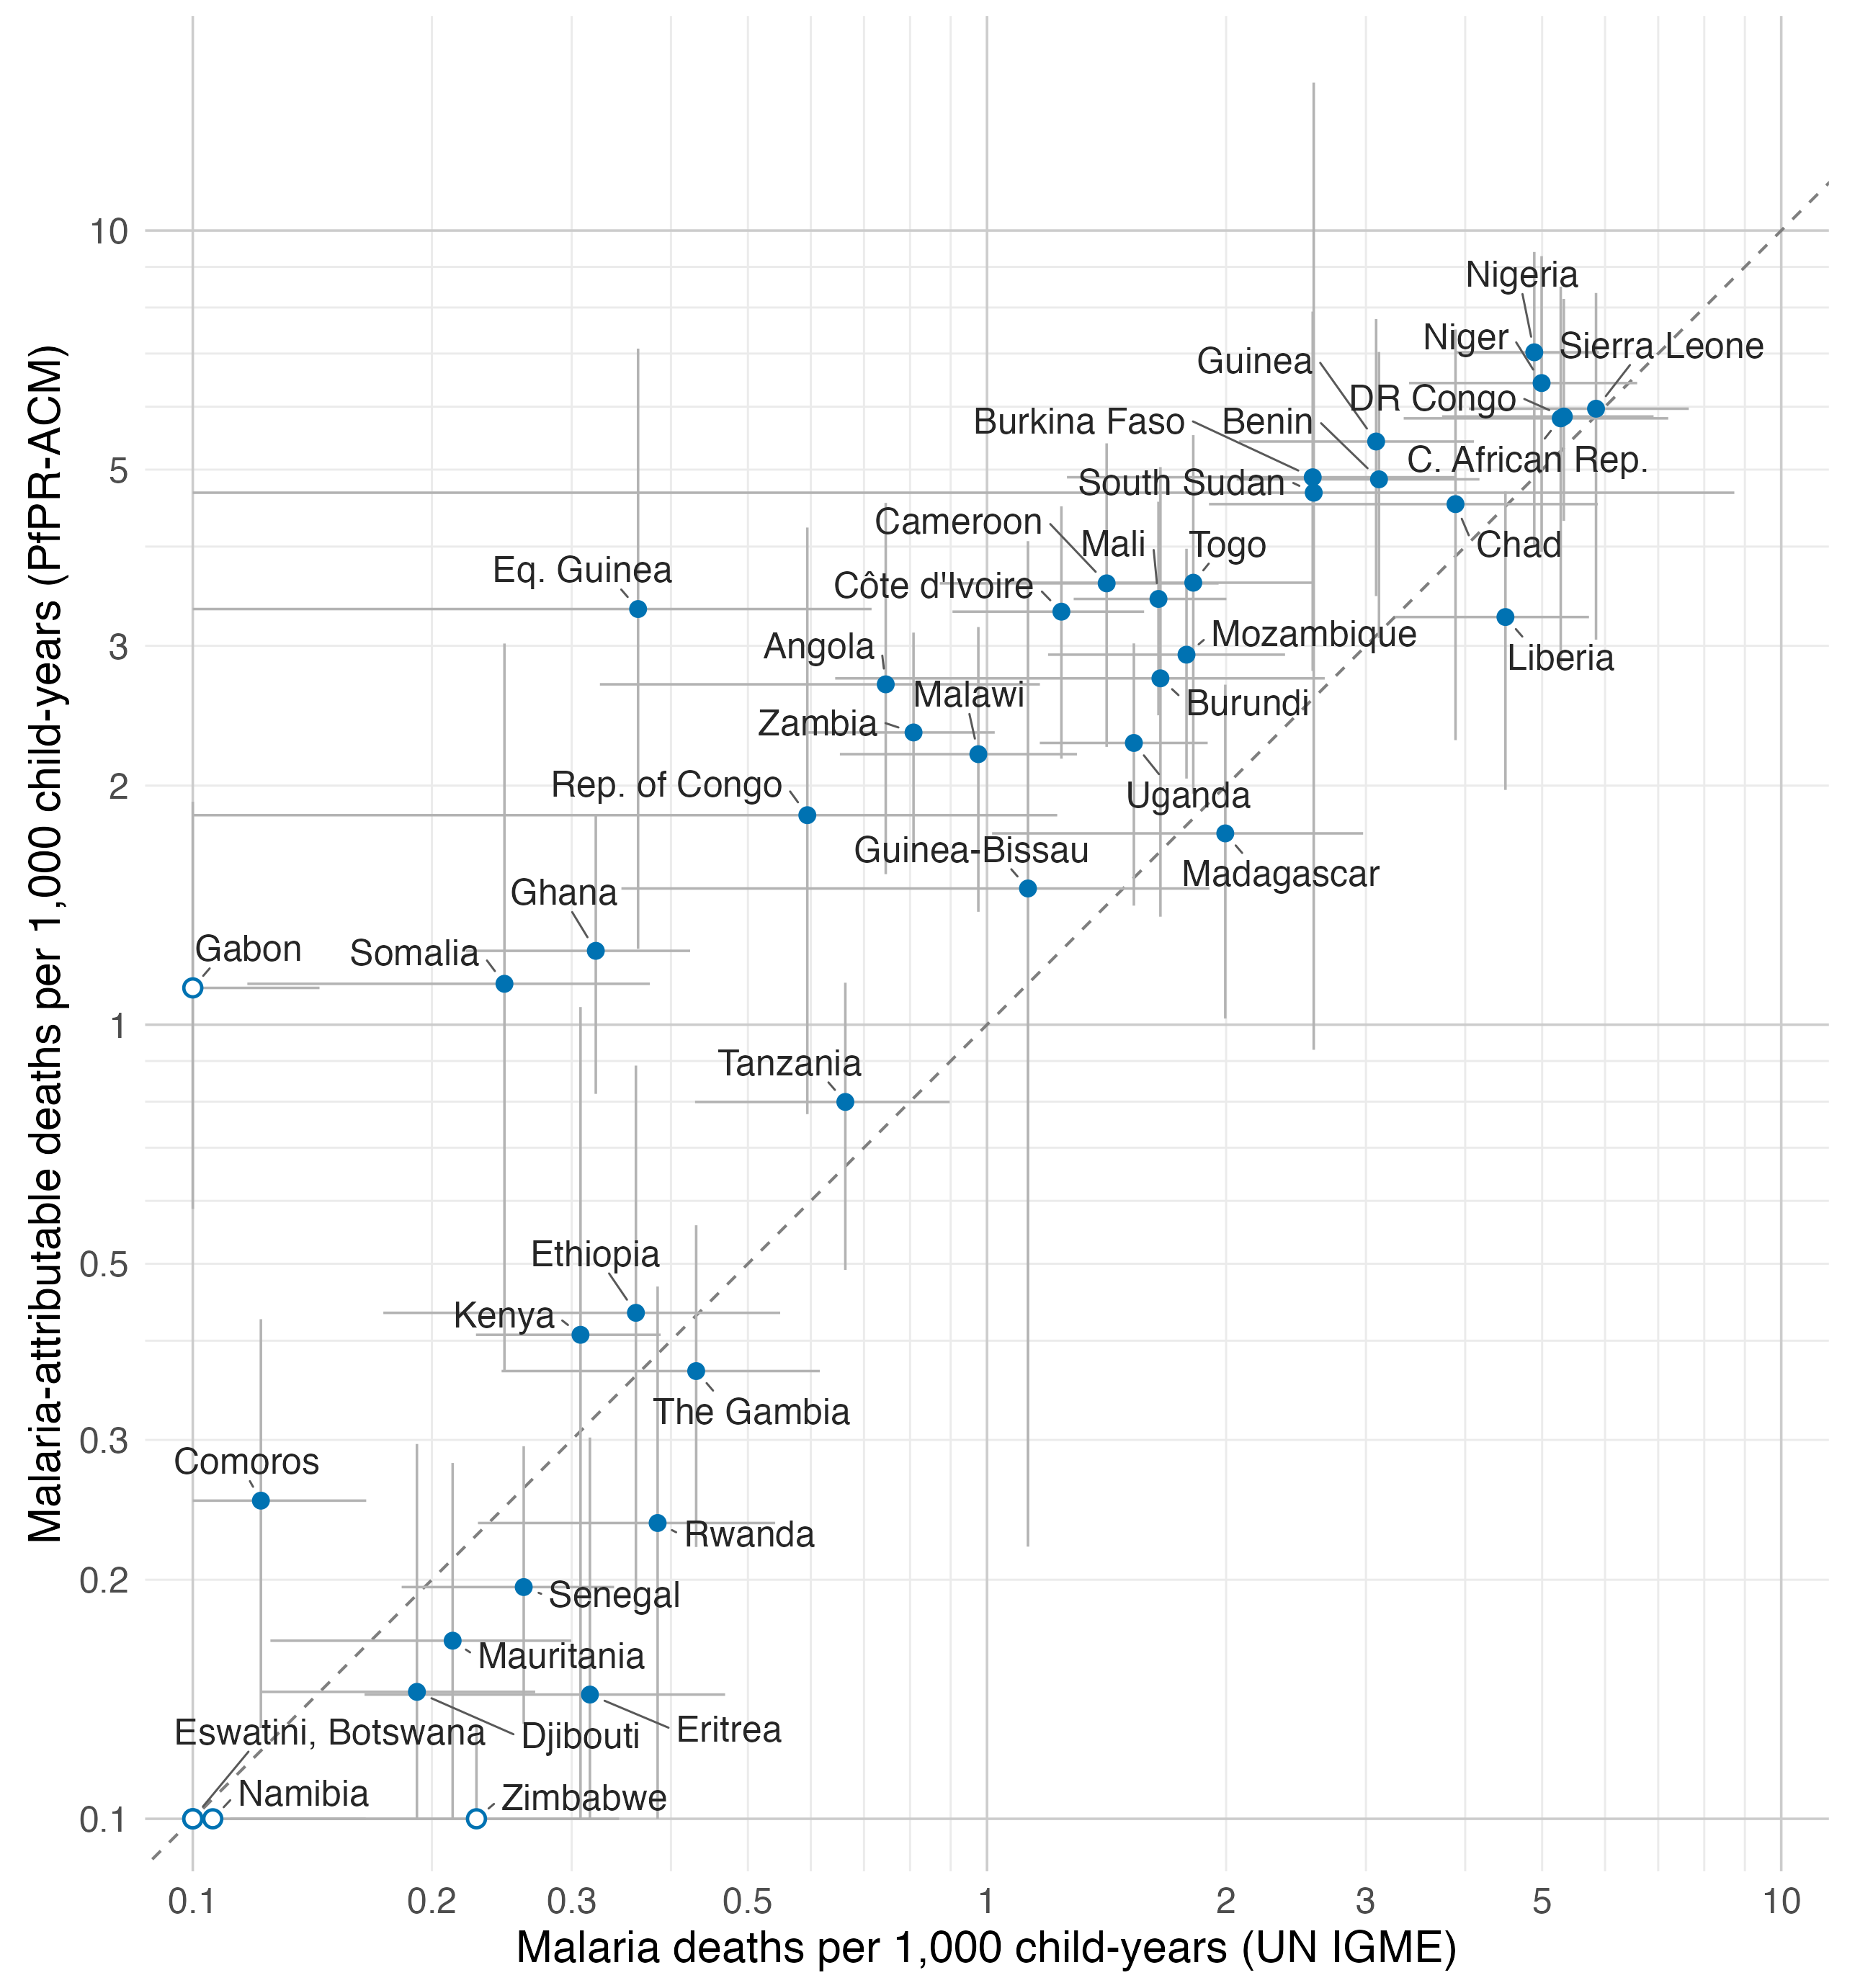 Malaria-attributable deaths per 1,000 child-years (PfPR-ACM)
10
5
3
2
1
0.5
0.3
0.2
0.1
Nigeria
Niger
Sierra Leone
Guinea
DR Congo
Burkina Faso
Benin
C. African Rep.
South Sudan
Cameroon
Mali
Togo
Chad
Eq. Guinea
Côte d'Ivoire
Angola
Mozambique
Liberia
Malawi
Burundi
Zambia
Rep. of Congo
Uganda
Guinea-Bissau
Madagascar
Ghana
Gabon
Somalia
Tanzania
Ethiopia
Kenya
The Gambia
Comoros
Rwanda
Senegal
Mauritania
Eswatini, Botswana
Djibouti
Eritrea
Namibia
Zimbabwe
0.1
0.2
0.3
0.5
1
2
3
5
10
Malaria deaths per 1,000 child-years (UN IGME)